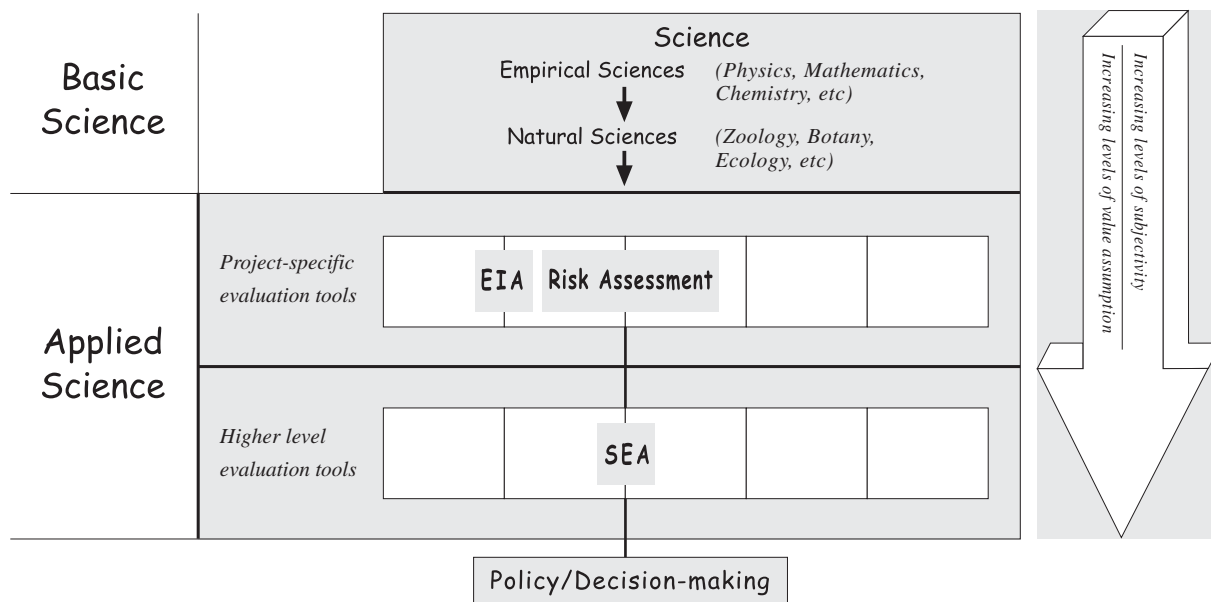 Basic
Science
Science
Empirical Sciences
(Physics, Mathematics,
Chemistry, etc)
Natural Sciences
(Zoology, Botany,
Ecology, etc)
Applied
Science
Project-specific
evaluation tools
EIA
Risk Assessment
Higher level
evaluation tools
SEA
Policy/Decision-making
Increasing levels of subjectivity
Increasing levels of value assumption